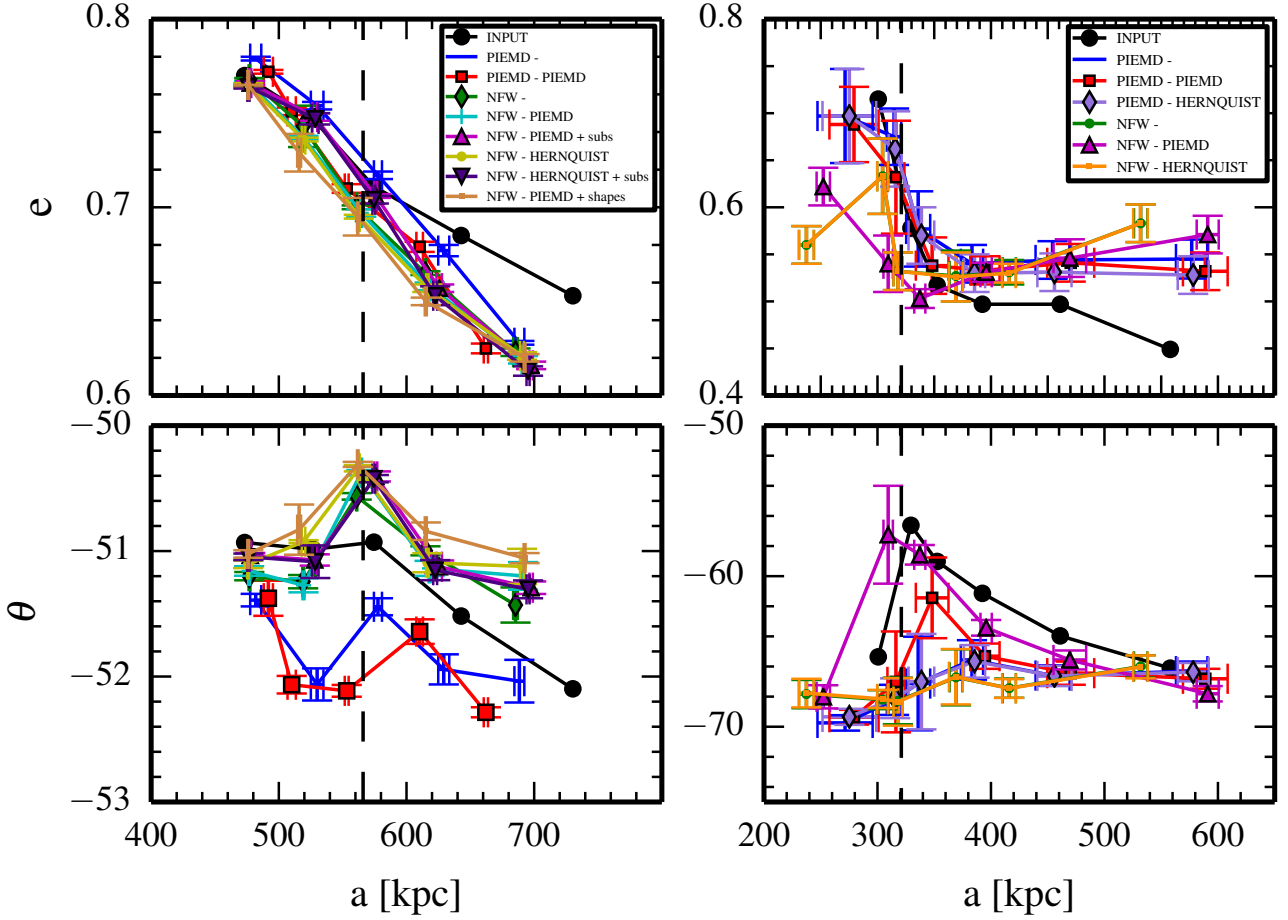 0.8
0.7
0.6
e
INPUT
PIEMD -
PIEMD - PIEMD
NFW -
NFW - PIEMD
NFW - PIEMD + subs
NFW - HERNQUIST
NFW - HERNQUIST + subs
NFW - PIEMD + shapes
0.8
0.6
0.4
INPUT
PIEMD -
PIEMD - PIEMD
PIEMD - HERNQUIST
NFW -
NFW - PIEMD
NFW - HERNQUIST
−50
−51
−52
−53
θ
400
500
600
700
a [kpc]
−50
−60
−70
200
300
400
500
600
a [kpc]